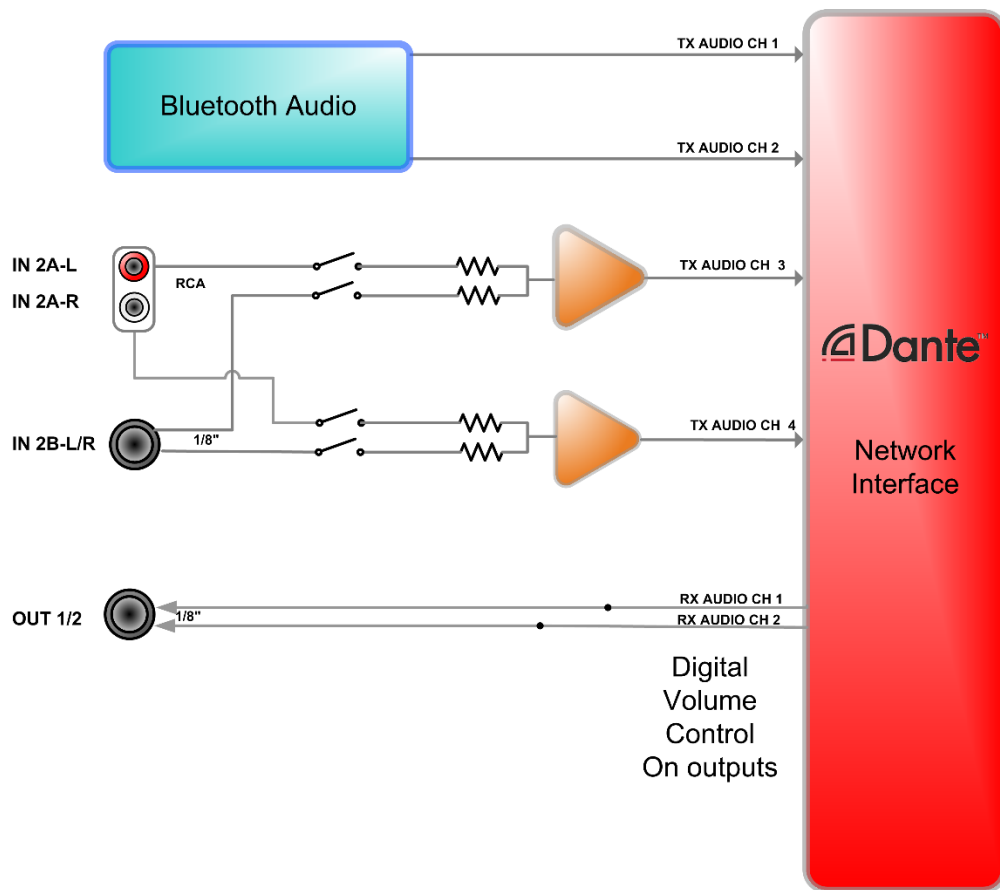 TX AUDIO CH 1
Bluetooth Audio
TX AUDIO CH 2
IN 2A-L
RCA
TX AUDIO CH 3
IN 2A-R
Dante™
IN 2B-L/R
1/8"
TX AUDIO CH 4
Network
Interface
OUT 1/2
1/8"
RX AUDIO CH 1
RX AUDIO CH 2
Digital
Volume
Control
On outputs